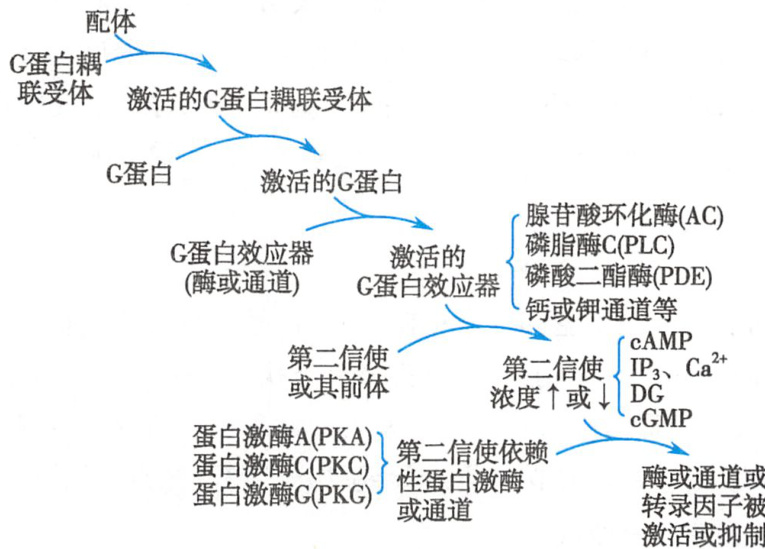 配体
G蛋白耦
联受体
激活的G蛋白耦联受体
G蛋白
激活的G蛋白
G蛋白效应器
(酶或通道)
激活的
G蛋白效应器
腺苷酸环化酶(AC)
磷脂酶C(PLC)
磷酸二酯酶(PDE)
钙或钾通道等
第二信使
或其前体
第二信使
浓度↑或↓
cAMP
IP₃、Ca²⁺
DG
cGMP
蛋白激酶A(PKA)
蛋白激酶C(PKC)
蛋白激酶G(PKG)
第二信使依赖
性蛋白激酶
或通道
酶或通道或
转录因子被
激活或抑制